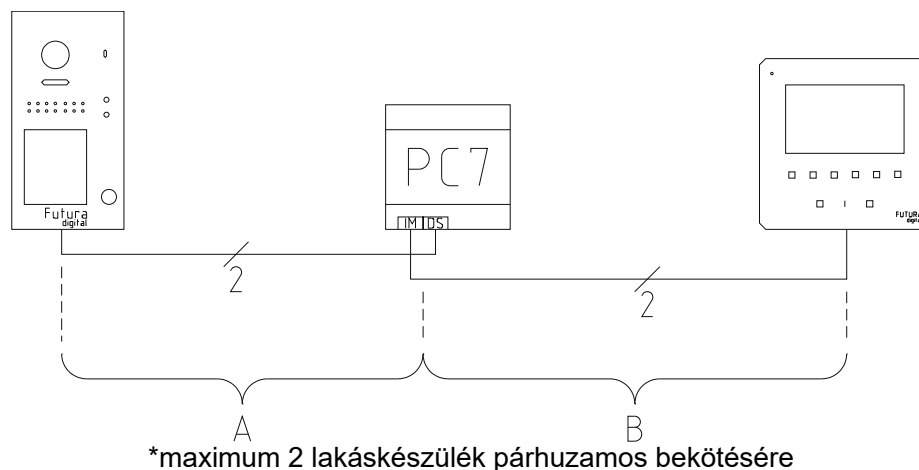 Futura
digital
PC7
IM DS
FUTURA
digital
2
2
A
B
*maximum 2 lakáskészülék párhuzamos bekötésére